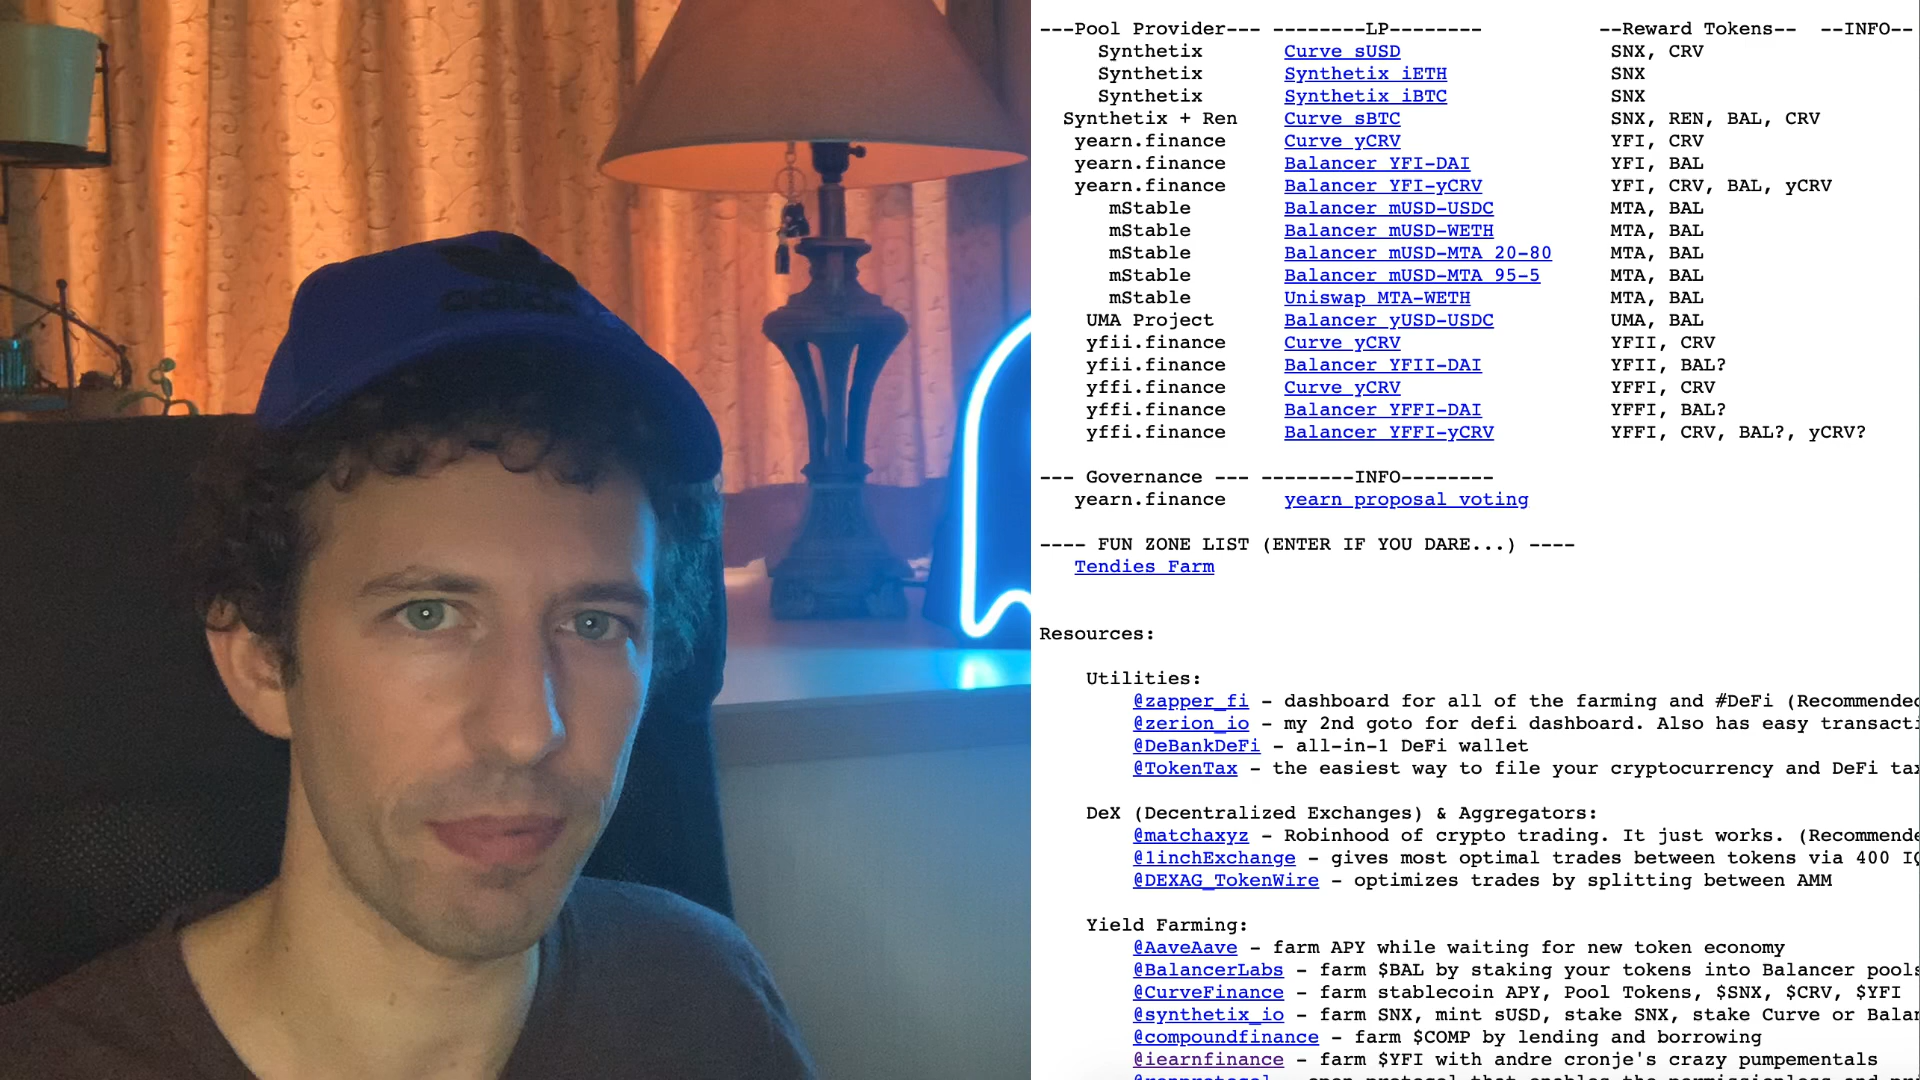 ---Pool Provider--- --------LP-------- --Reward Tokens-- --INFO--
Synthetix Curve sUSD SNX, CRV
Synthetix Synthetix iETH SNX
Synthetix Synthetix iBTC SNX
Synthetix + Ren Curve sBTC SNX, REN, BAL, CRV
yearn.finance Curve yCRV YFI, CRV
yearn.finance Balancer YFI-DAI YFI, BAL
yearn.finance Balancer YFI-yCRV YFI, CRV, BAL, yCRV
mStable Balancer mUSD-USDC MTA, BAL
mStable Balancer mUSD-WETH MTA, BAL
mStable Balancer mUSD-MTA 20-80 MTA, BAL
mStable Balancer mUSD-MTA 95-5 MTA, BAL
mStable Uniswap MTA-WETH MTA, BAL
UMA Project Balancer yUSD-USDC UMA, BAL
yfii.finance Curve yCRV YFII, CRV
yfii.finance Balancer YFII-DAI YFII, BAL?
yffi.finance Curve yCRV YFFI, CRV
yffi.finance Balancer YFFI-DAI YFFI, BAL?
yffi.finance Balancer YFFI-yCRV YFFI, CRV, BAL?, yCRV?
--- Governance --- --------INFO--------
yearn.finance yearn proposal voting
---- FUN ZONE LIST (ENTER IF YOU DARE...) ----
Tendies Farm
Resources:
Utilities:
@zapper_fi - dashboard for all of the farming and #DeFi (Recommended
@zerion_io - my 2nd goto for defi dashboard. Also has easy transacti
@DeBankDeFi - all-in-1 DeFi wallet
@TokenTax - the easiest way to file your cryptocurrency and DeFi tax
DeX (Decentralized Exchanges) & Aggregators:
@matchaxyz - Robinhood of crypto trading. It just works. (Recommende
@1inchExchange - gives most optimal trades between tokens via 400 IQ
@DEXAG_TokenWire - optimizes trades by splitting between AMM
Yield Farming:
@AaveAave - farm APY while waiting for new token economy
@BalancerLabs - farm $BAL by staking your tokens into Balancer pools
@CurveFinance - farm stablecoin APY, Pool Tokens, $SNX, $CRV, $YFI
@synthetix_io - farm SNX, mint sUSD, stake SNX, stake Curve or Balan
@compoundfinance - farm $COMP by lending and borrowing
@iearnfinance - farm $YFI with andre cronje's crazy pumpementals